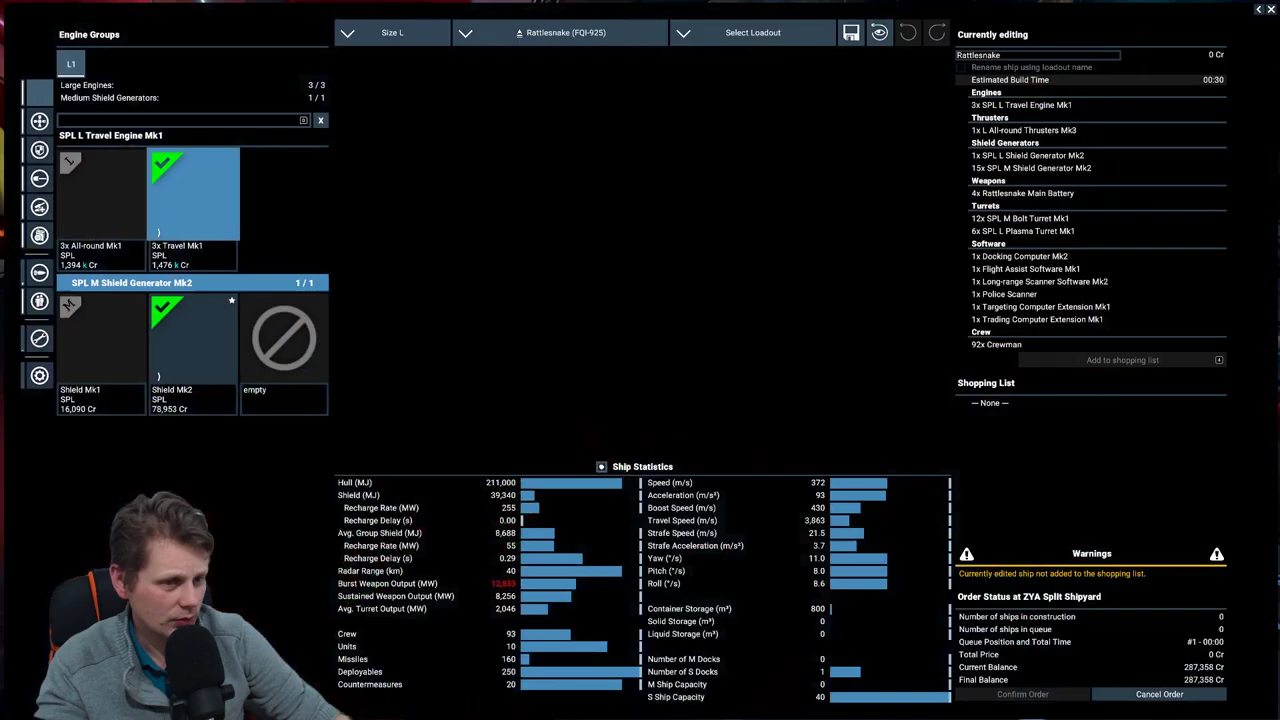 Engine Groups
L1
Large Engines: 3 / 3
Medium Shield Generators: 1 / 1
X
SPL L Travel Engine Mk1
L
3x All-round Mk1
SPL
1,394 k Cr
3x Travel Mk1
SPL
1,476 k Cr
SPL M Shield Generator Mk2 1 / 1
M
Shield Mk1
SPL
16,090 Cr
Shield Mk2
SPL
78,953 Cr
empty
Size L
Rattlesnake (FQI-925)
Select Loadout
Ship Statistics
Hull (MJ) 211,000
Shield (MJ) 39,340
Recharge Rate (MW) 255
Recharge Delay (s) 0.00
Avg. Group Shield (MJ) 8,688
Recharge Rate (MW) 55
Recharge Delay (s) 0.29
Radar Range (km) 40
Burst Weapon Output (MW) 12,833
Sustained Weapon Output (MW) 8,256
Avg. Turret Output (MW) 2,046
Crew 93
Units 10
Missiles 160
Deployables 250
Countermeasures 20
Speed (m/s) 372
Acceleration (m/s²) 93
Boost Speed (m/s) 430
Travel Speed (m/s) 3,863
Strafe Speed (m/s) 21.5
Strafe Acceleration (m/s²) 3.7
Yaw (°/s) 11.0
Pitch (°/s) 8.0
Roll (°/s) 8.6
Container Storage (m³) 800
Solid Storage (m³) 0
Liquid Storage (m³) 0
Number of M Docks 0
Number of S Docks 1
M Ship Capacity 0
S Ship Capacity 40
Currently editing
Rattlesnake 0 Cr
Rename ship using loadout name
Estimated Build Time 00:30
Engines
3x SPL L Travel Engine Mk1
Thrusters
1x L All-round Thrusters Mk3
Shield Generators
1x SPL L Shield Generator Mk2
15x SPL M Shield Generator Mk2
Weapons
4x Rattlesnake Main Battery
Turrets
12x SPL M Bolt Turret Mk1
6x SPL L Plasma Turret Mk1
Software
1x Docking Computer Mk2
1x Flight Assist Software Mk1
1x Long-range Scanner Software Mk2
1x Police Scanner
1x Targeting Computer Extension Mk1
1x Trading Computer Extension Mk1
Crew
92x Crewman
Add to shopping list
Shopping List
— None —
Warnings
Currently edited ship not added to the shopping list.
Order Status at ZYA Split Shipyard
Number of ships in construction 0
Number of ships in queue 0
Queue Position and Total Time #1 - 00:00
Total Price 0 Cr
Current Balance 287,358 Cr
Final Balance 287,358 Cr
Confirm Order
Cancel Order